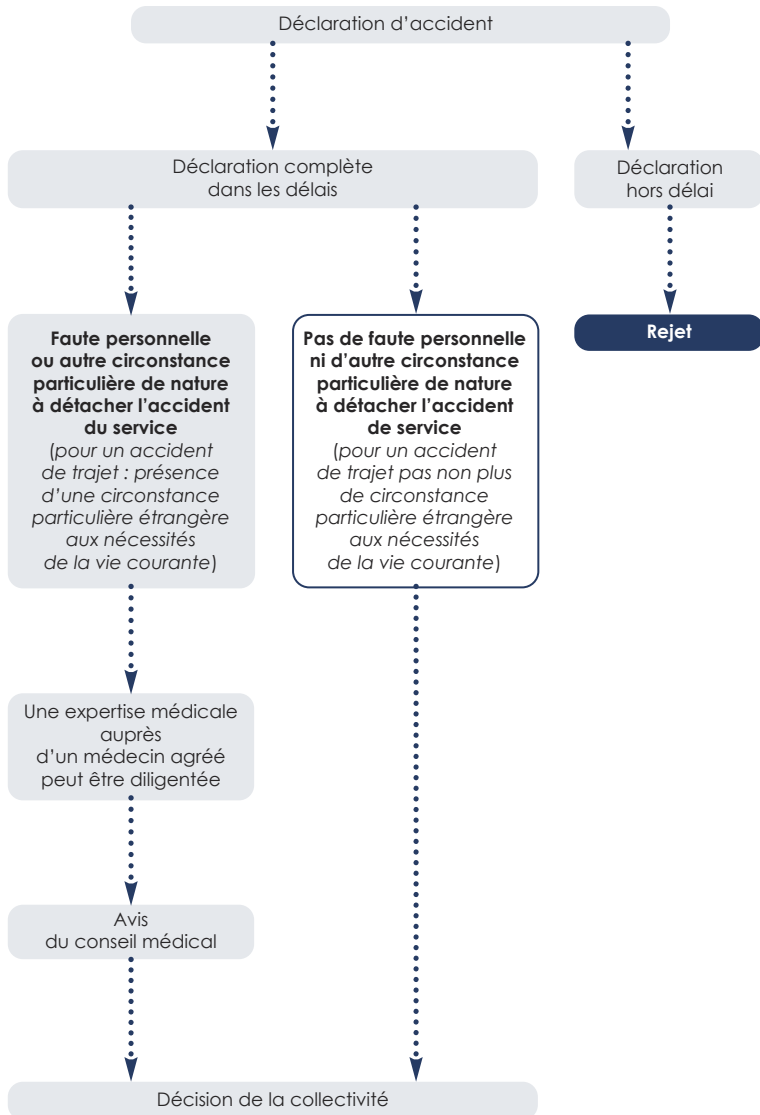 Déclaration d’accident
Déclaration complète
dans les délais
Déclaration
hors délai
Faute personnelle
ou autre circonstance
particulière de nature
à détacher l’accident
du service
(pour un accident
de trajet : présence
d’une circonstance
particulière étrangère
aux nécessités
de la vie courante)
Pas de faute personnelle
ni d’autre circonstance
particulière de nature
à détacher l’accident
de service
(pour un accident
de trajet pas non plus
de circonstance
particulière étrangère
aux nécessités
de la vie courante)
Rejet
Une expertise médicale
auprès
d’un médecin agréé
peut être diligentée
Avis
du conseil médical
Décision de la collectivité